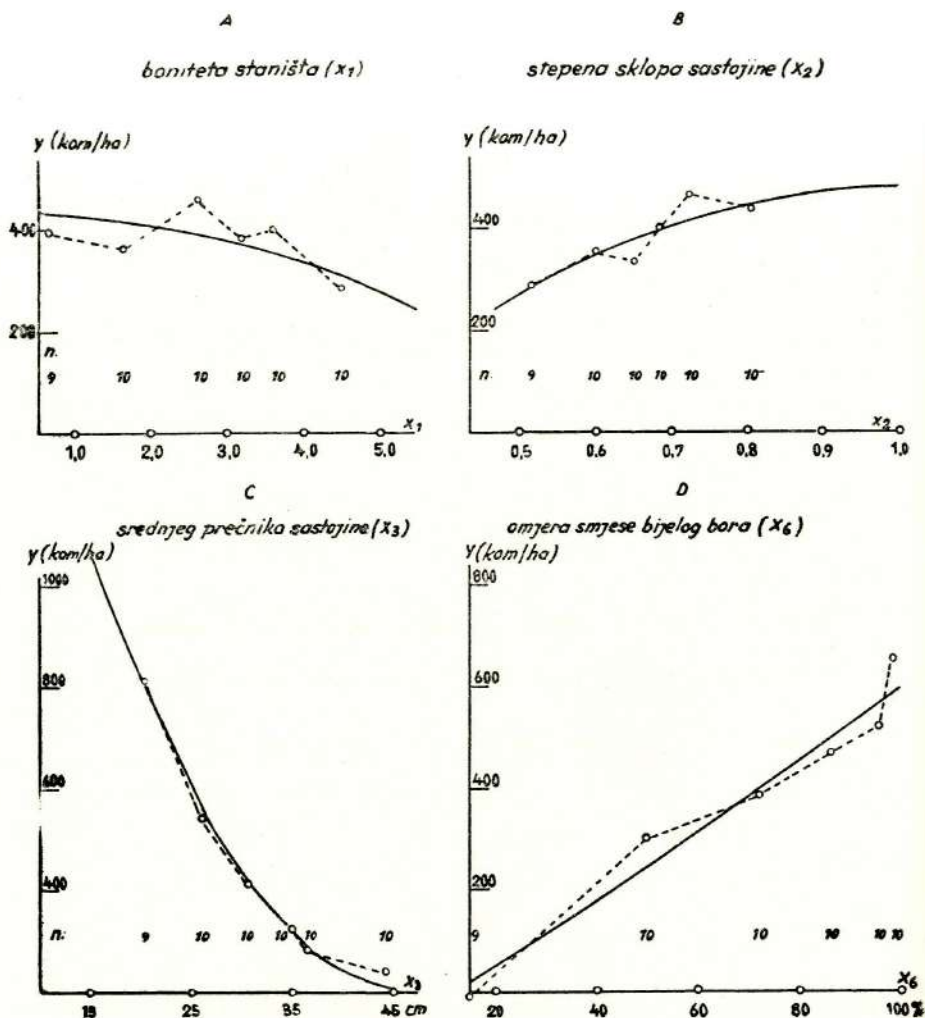 A
boniteta staništa (x1)
y (kom/ha)
400
200
n.
9 10 10 10 10 10
x1
1,0 2,0 3,0 4,0 5,0
B
stepena sklopa sastojine (x2)
y (kom/ha)
400
200
n. 9 10 10 10 10 10
x2
0,5 0,6 0,7 0,8 0,9 1,0
C
srednjeg prečnika sastojine (x3)
y (kom/ha)
1000
800
600
400
n: 9 10 10 10 10 10
x3
15 25 35 45 cm
D
omjera smjese bijelog bora (x6)
y (kom/ha)
800
600
400
200
9 10 10 10 10 10
x6
20 40 60 80 100%